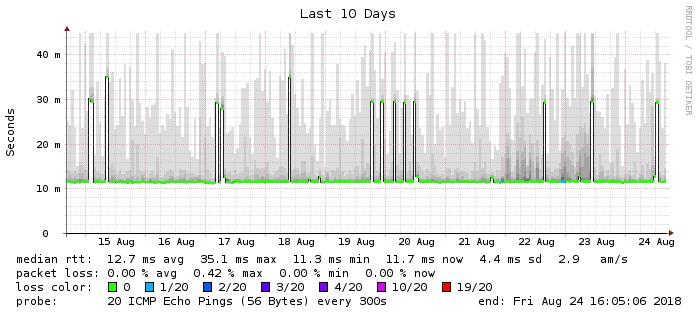 Last 10 Days
RRDTOOL / TOBI OETIKER
Seconds
40 m
30 m
20 m
10 m
0
15 Aug 16 Aug 17 Aug 18 Aug 19 Aug 20 Aug 21 Aug 22 Aug 23 Aug 24 Aug
median rtt: 12.7 ms avg 35.1 ms max 11.3 ms min 11.7 ms now 4.4 ms sd 2.9 am/s
packet loss: 0.00 % avg 0.42 % max 0.00 % min 0.00 % now
loss color: 0 1/20 2/20 3/20 4/20 10/20 19/20
probe: 20 ICMP Echo Pings (56 Bytes) every 300s end: Fri Aug 24 16:05:06 2018